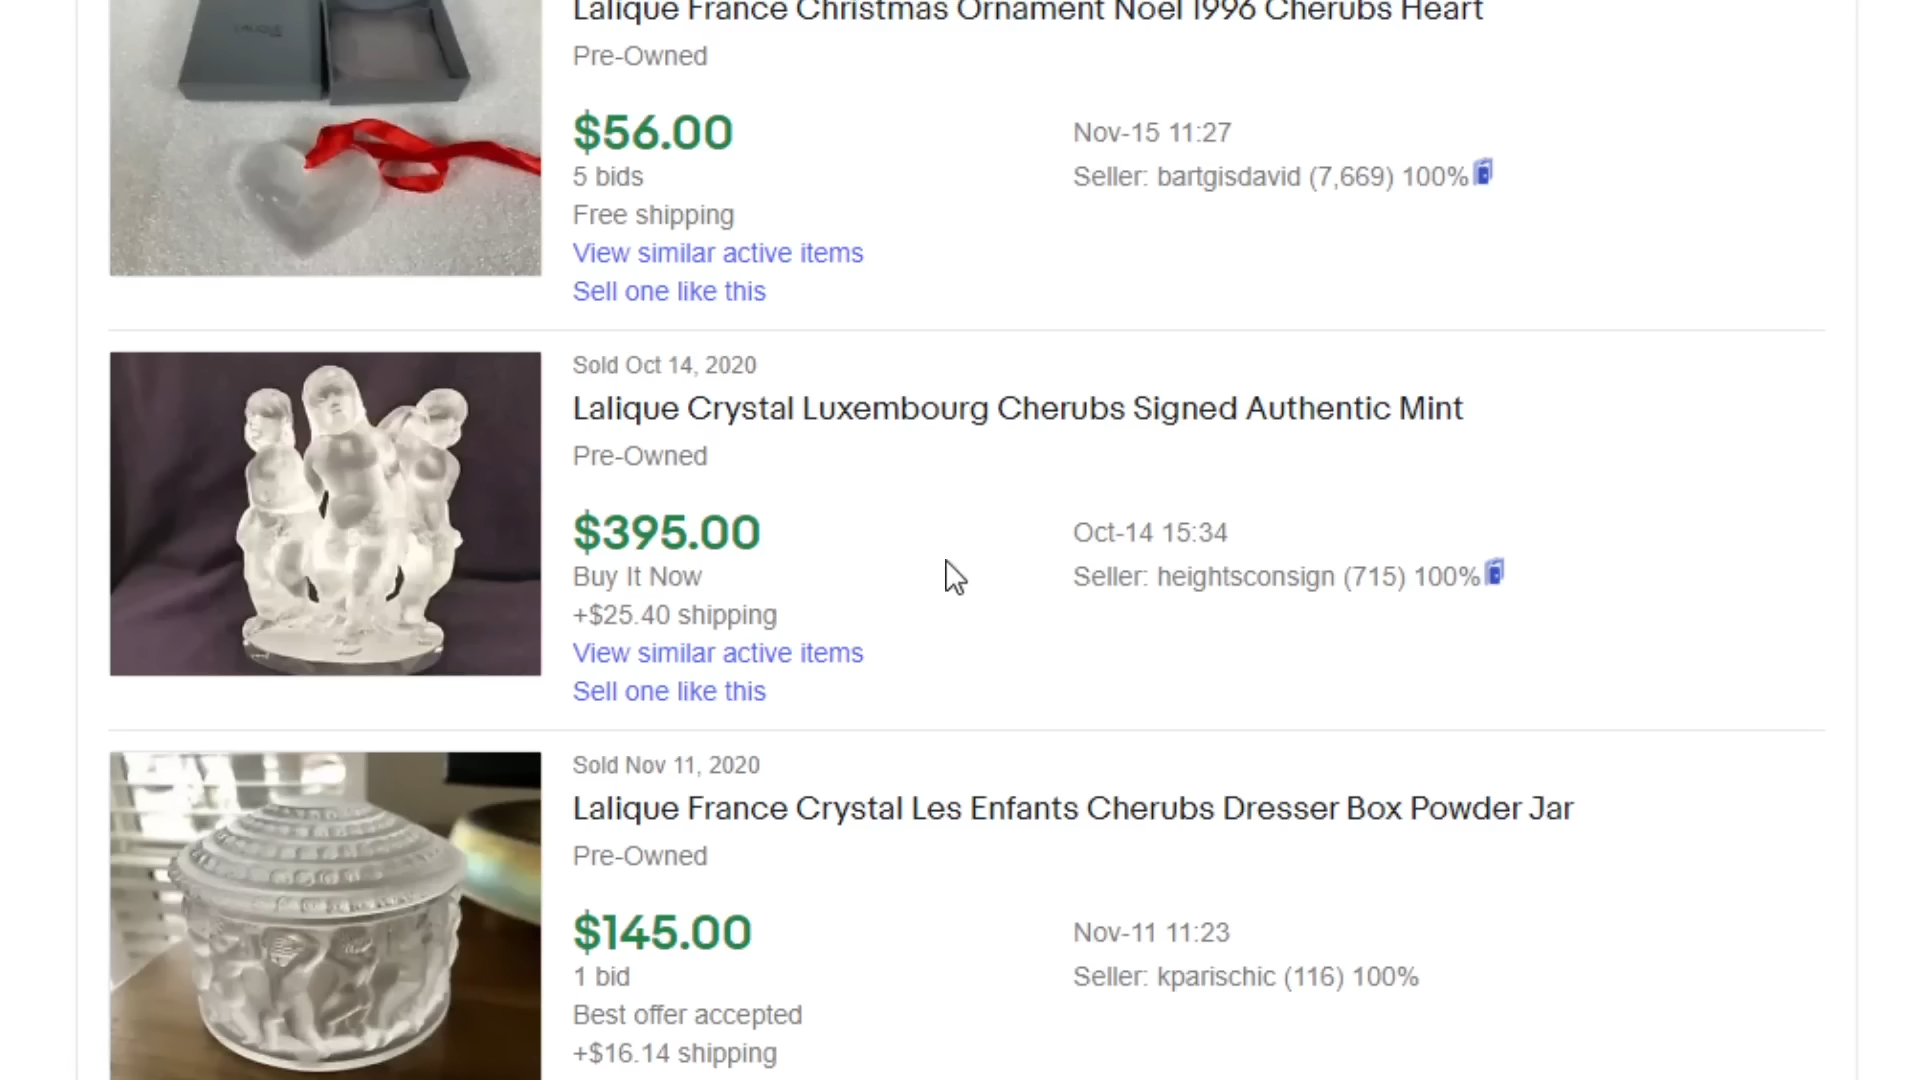 Lalique France Christmas Ornament Noel 1996 Cherubs Heart
Pre-Owned
$56.00
5 bids
Free shipping
View similar active items
Sell one like this
Nov-15 11:27
Seller: bartgisdavid (7,669) 100%
Sold Oct 14, 2020
Lalique Crystal Luxembourg Cherubs Signed Authentic Mint
Pre-Owned
$395.00
Buy It Now
+$25.40 shipping
View similar active items
Sell one like this
Oct-14 15:34
Seller: heightsconsign (715) 100%
Sold Nov 11, 2020
Lalique France Crystal Les Enfants Cherubs Dresser Box Powder Jar
Pre-Owned
$145.00
1 bid
Best offer accepted
+$16.14 shipping
Nov-11 11:23
Seller: kparischic (116) 100%